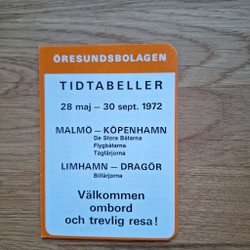 ÖRESUNDSBOLAGEN
TIDTABELLER
28 maj — 30 sept. 1972
MALMÖ — KÖPENHAMN
De Stora Båtarna
Flygbåtarna
Tågfärjorna
LIMHAMN — DRAGÖR
Bilfärjorna
Välkommen
ombord
och trevlig resa!